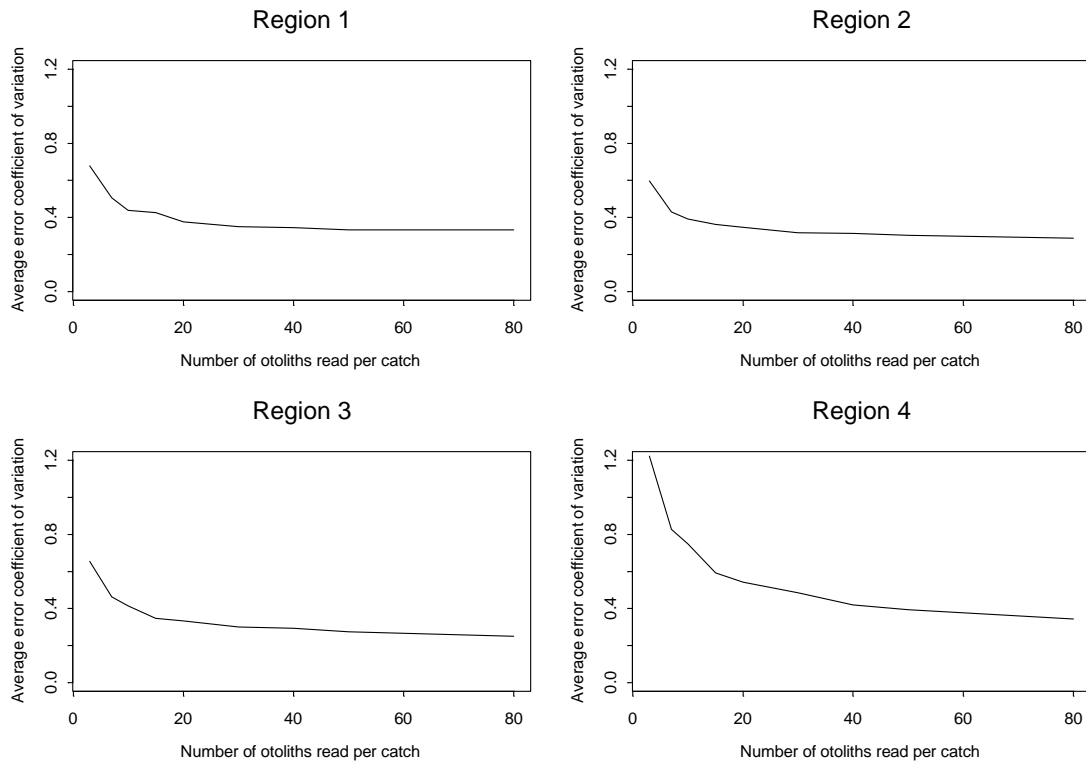 Region 1
Average error coefficient of variation
1.2
0.8
0.4
0.0
0 20 40 60 80
Number of otoliths read per catch
Region 2
Average error coefficient of variation
1.2
0.8
0.4
0.0
0 20 40 60 80
Number of otoliths read per catch
Region 3
Average error coefficient of variation
1.2
0.8
0.4
0.0
0 20 40 60 80
Number of otoliths read per catch
Region 4
Average error coefficient of variation
1.2
0.8
0.4
0.0
0 20 40 60 80
Number of otoliths read per catch